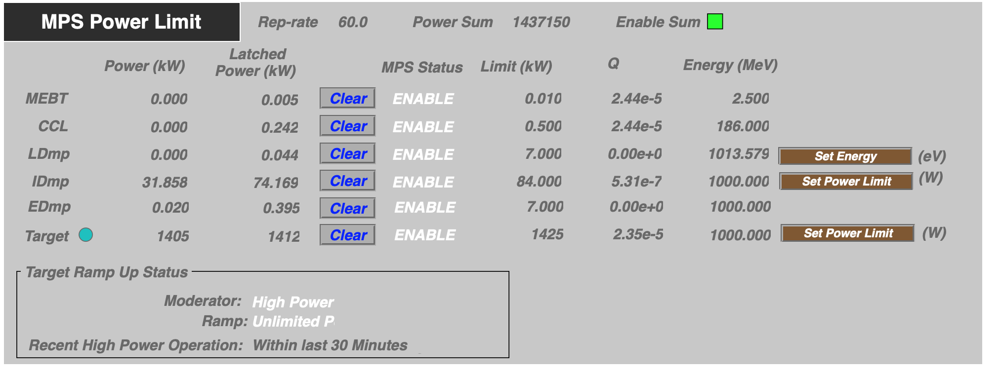 MPS Power Limit Rep-rate 60.0 Power Sum 1437150 Enable Sum
Power (kW) Latched Power (kW) MPS Status Limit (kW) Q Energy (MeV)
MEBT 0.000 0.005 Clear ENABLE 0.010 2.44e-5 2.500
CCL 0.000 0.242 Clear ENABLE 0.500 2.44e-5 186.000
LDmp 0.000 0.044 Clear ENABLE 7.000 0.00e+0 1013.579 Set Energy (eV)
IDmp 31.858 74.169 Clear ENABLE 84.000 5.31e-7 1000.000 Set Power Limit (W)
EDmp 0.020 0.395 Clear ENABLE 7.000 0.00e+0 1000.000
Target 1405 1412 Clear ENABLE 1425 2.35e-5 1000.000 Set Power Limit (W)
Target Ramp Up Status
Moderator: High Power
Ramp: Unlimited P
Recent High Power Operation: Within last 30 Minutes